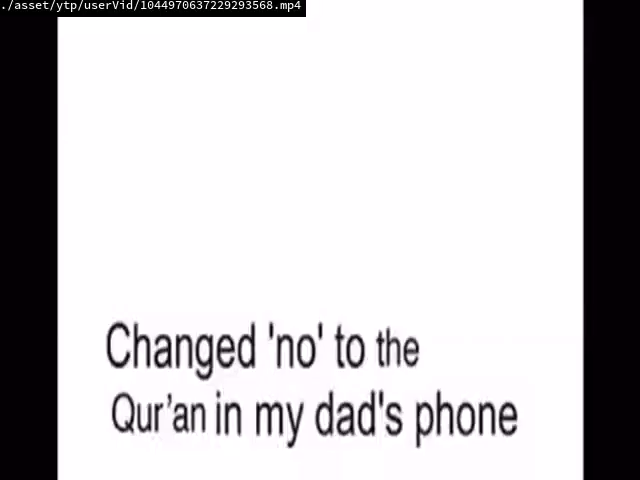 ./asset/ytp/userVid/1044970637229293568.mp4
Changed 'no' to the
Qur’an in my dad's phone